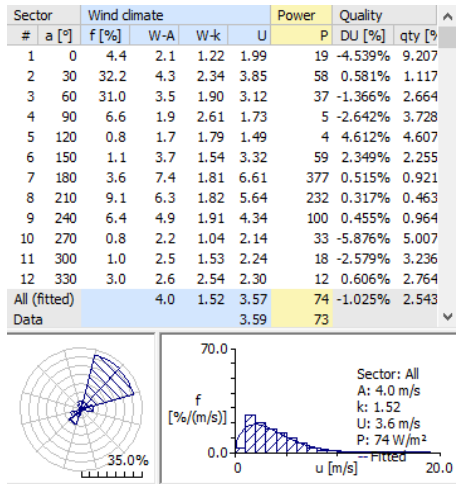 Sector Wind climate Power Quality
# a [º] f [%] W-A W-k U P DU [%] qty [%
1 0 4.4 2.1 1.22 1.99 19 -4.539% 9.207
2 30 32.2 4.3 2.34 3.85 58 0.581% 1.117
3 60 31.0 3.5 1.90 3.12 37 -1.366% 2.664
4 90 6.6 1.9 2.61 1.73 5 -2.642% 3.728
5 120 0.8 1.7 1.79 1.49 4 4.612% 4.607
6 150 1.1 3.7 1.54 3.32 59 2.349% 2.255
7 180 3.6 7.4 1.81 6.61 377 0.515% 0.921
8 210 9.1 6.3 1.82 5.64 232 0.317% 0.463
9 240 6.4 4.9 1.91 4.34 100 0.455% 0.964
10 270 0.8 2.2 1.04 2.14 33 -5.876% 5.007
11 300 1.0 2.5 1.53 2.24 18 -2.579% 3.236
12 330 3.0 2.6 2.54 2.30 12 0.606% 2.764
All (fitted) 4.0 1.52 3.57 74 -1.025% 2.543
Data 3.59 73
35.0%
70.0
f
[%/(m/s)]
0.0
0 u [m/s] 20.0
Sector: All
A: 4.0 m/s
k: 1.52
U: 3.6 m/s
P: 74 W/m²
-- Fitted